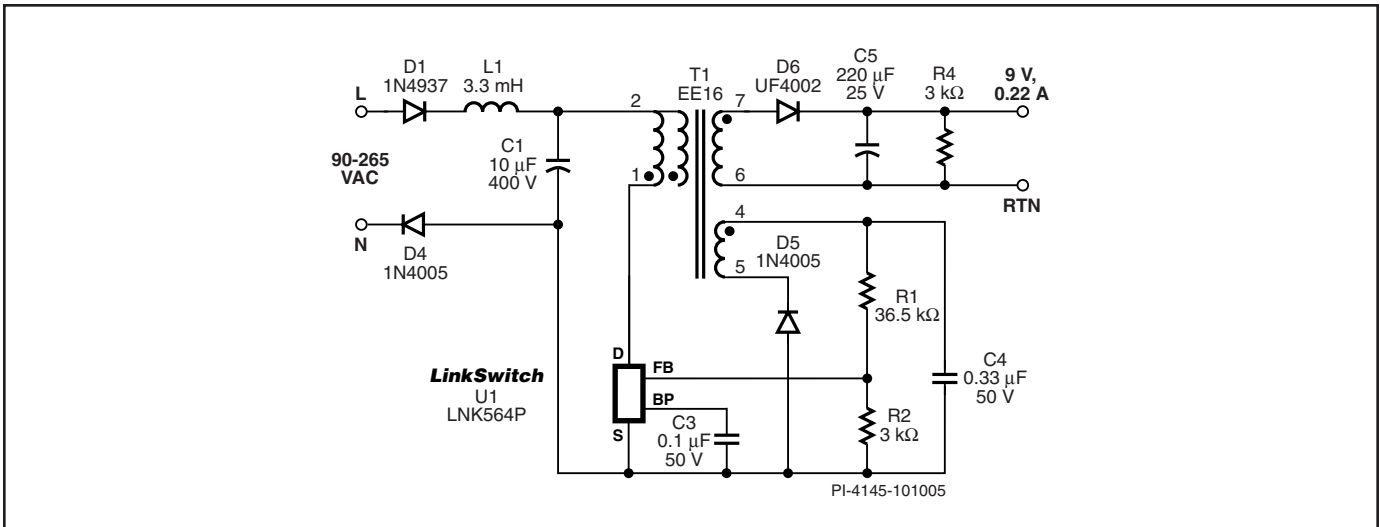 D1
1N4937
L1
3.3 mH
L
90-265
VAC
C1
10 µF
400 V
N
D4
1N4005
2
1
T1
EE16
7
6
D6
UF4002
C5
220 µF
25 V
R4
3 kΩ
9 V,
0.22 A
RTN
4
5
D5
1N4005
R1
36.5 kΩ
C4
0.33 µF
50 V
D
FB
BP
S
LinkSwitch
U1
LNK564P
C3
0.1 µF
50 V
R2
3 kΩ
PI-4145-101005